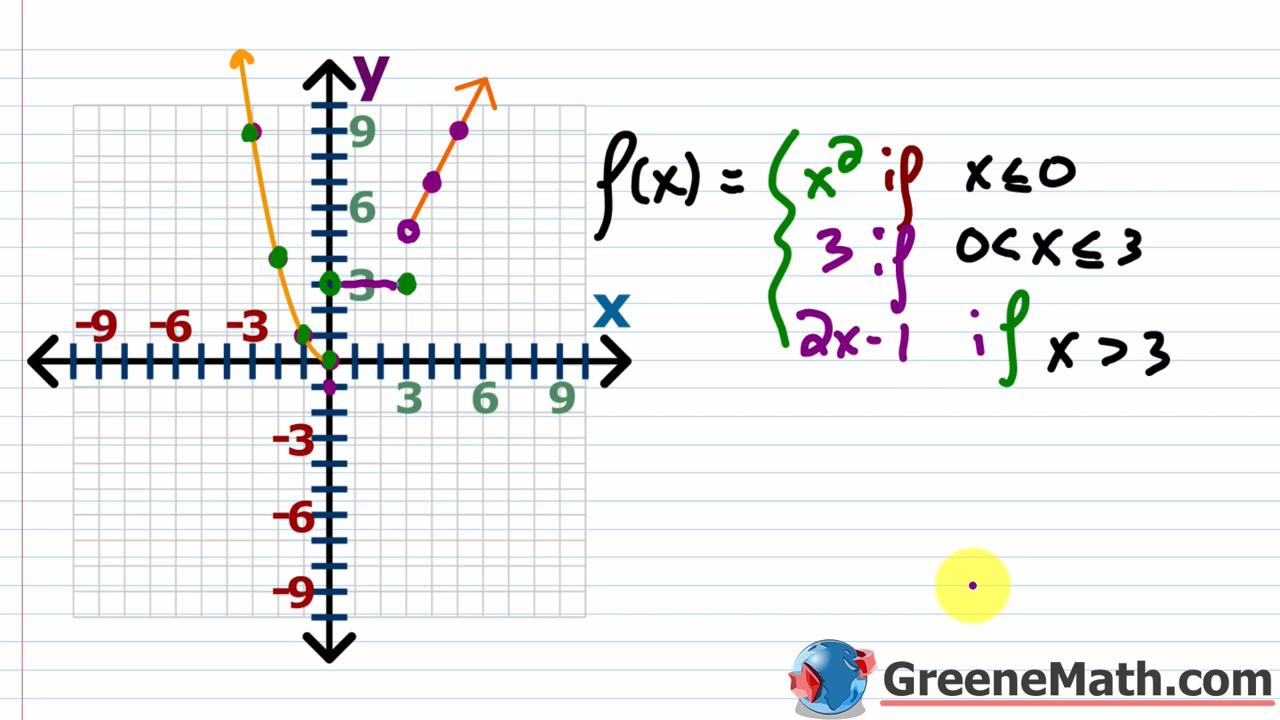 y
9
6
3
-9 -6 -3
x
3 6 9
-3
-6
-9
f(x) = { x² if x ≤ 0
3 if 0 < x ≤ 3
2x - 1 if x > 3
GreeneMath.com